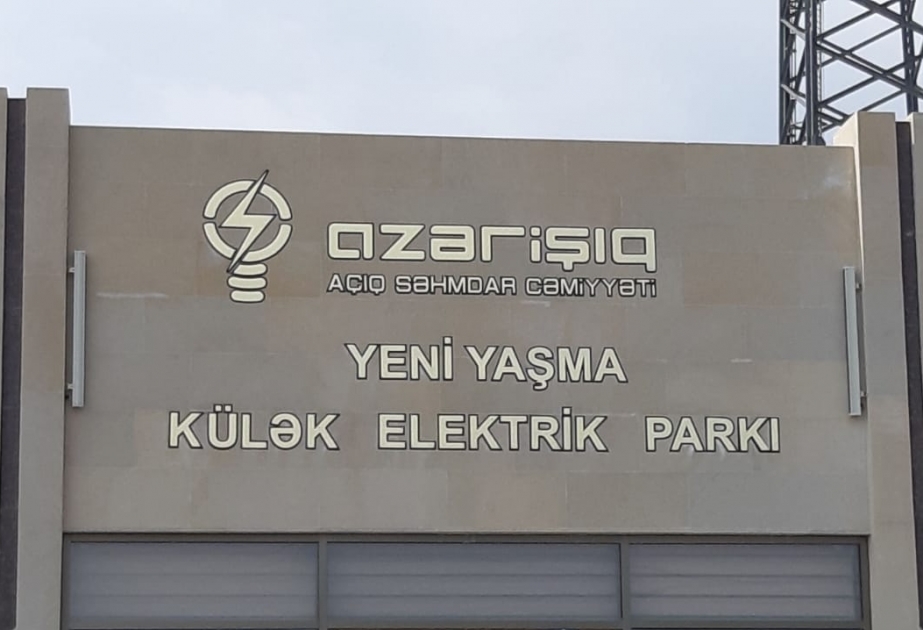 azərişıq
AÇIQ SƏHMDAR CƏMİYYƏTİ
YENİ YAŞMA
KÜLƏK ELEKTRİK PARKI